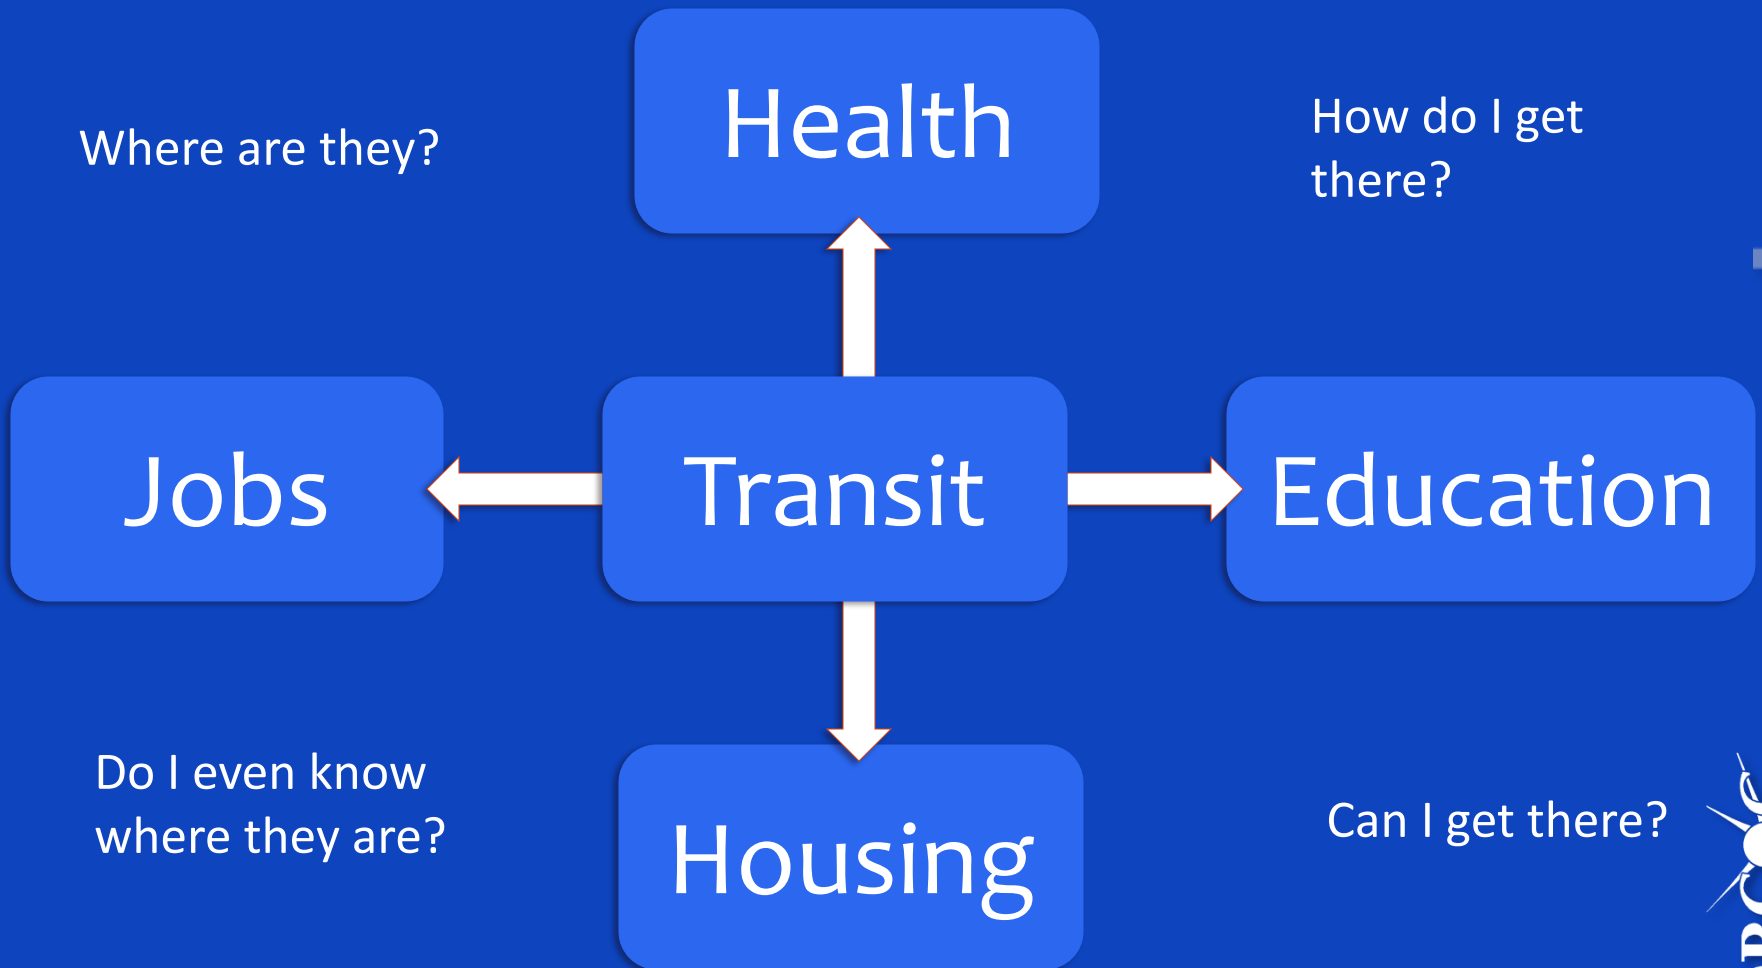 Health
Where are they?
How do I get
there?
Jobs
Transit
Education
Do I even know
where they are?
Housing
Can I get there?